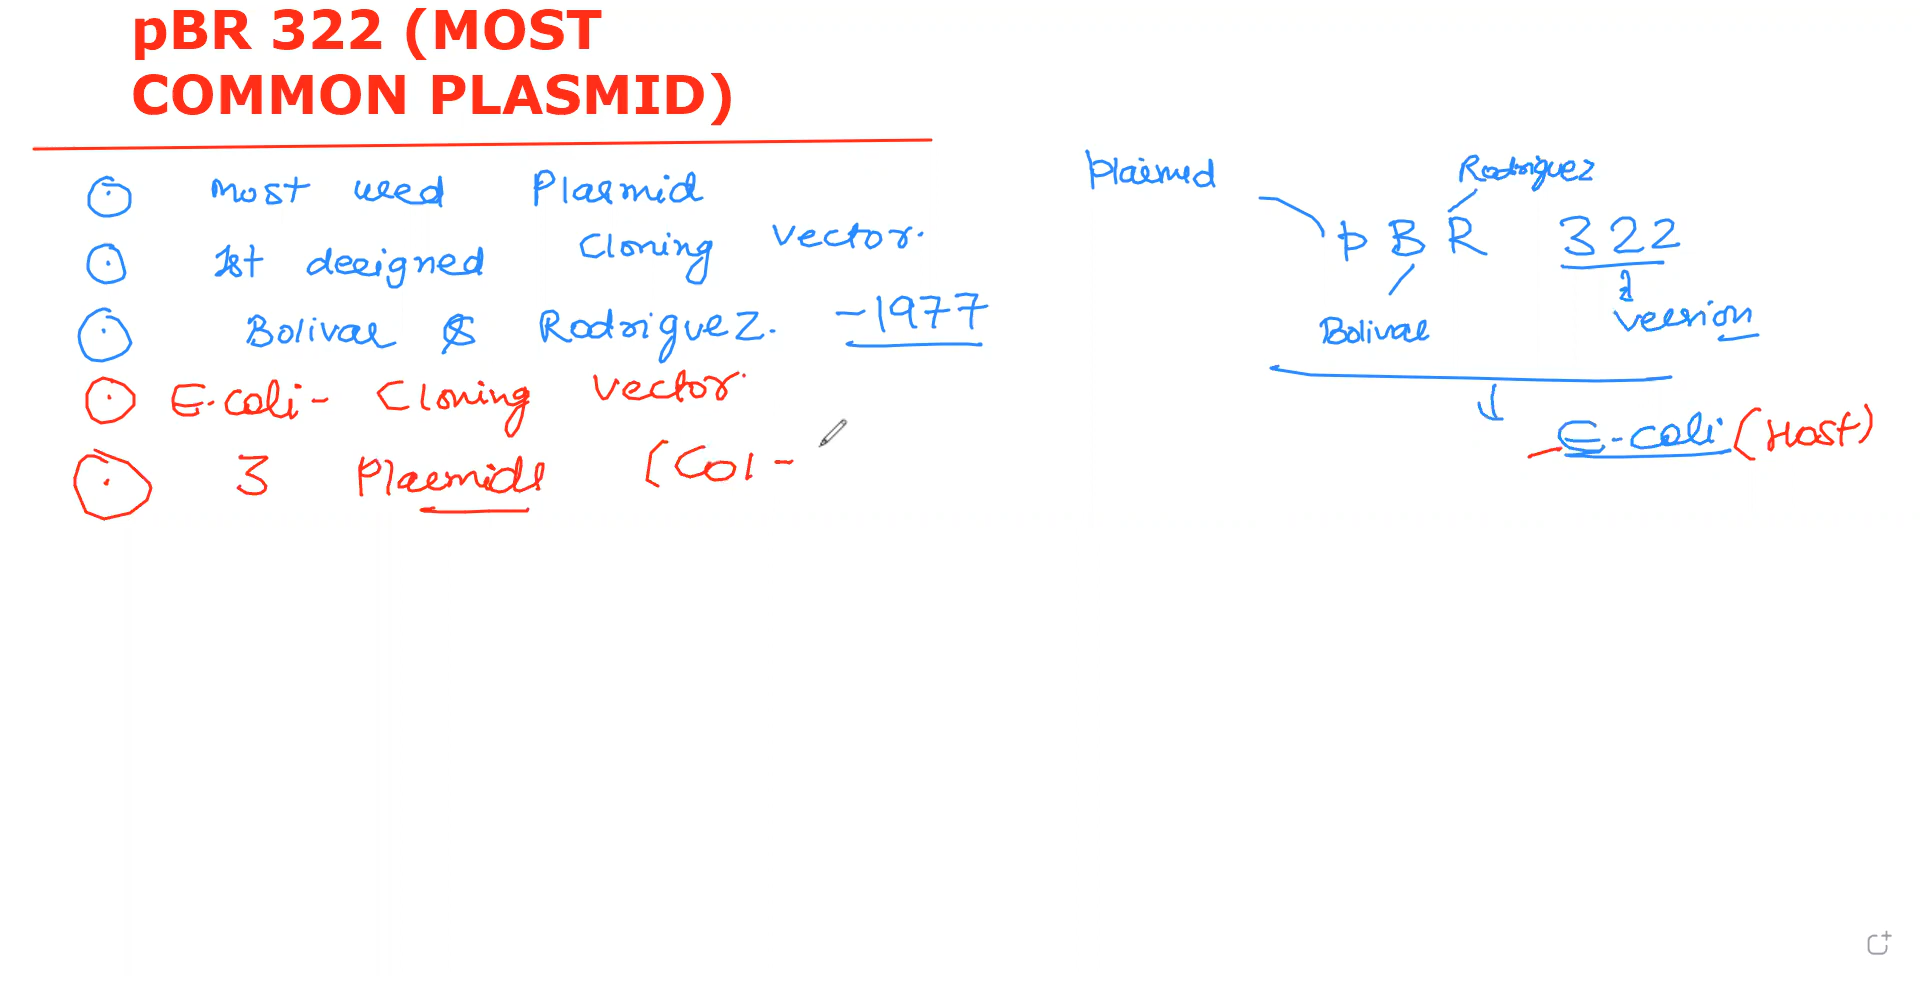 pBR 322 (MOST
COMMON PLASMID)
Most used Plasmid
1st designed Cloning Vector.
Bolivar & Rodriguez. - 1977
E.coli - Cloning vector.
3 Plasmids (Col -
Plasmid
Rodriguez
p B R 322
Bolivar
version
E-coli (Host)